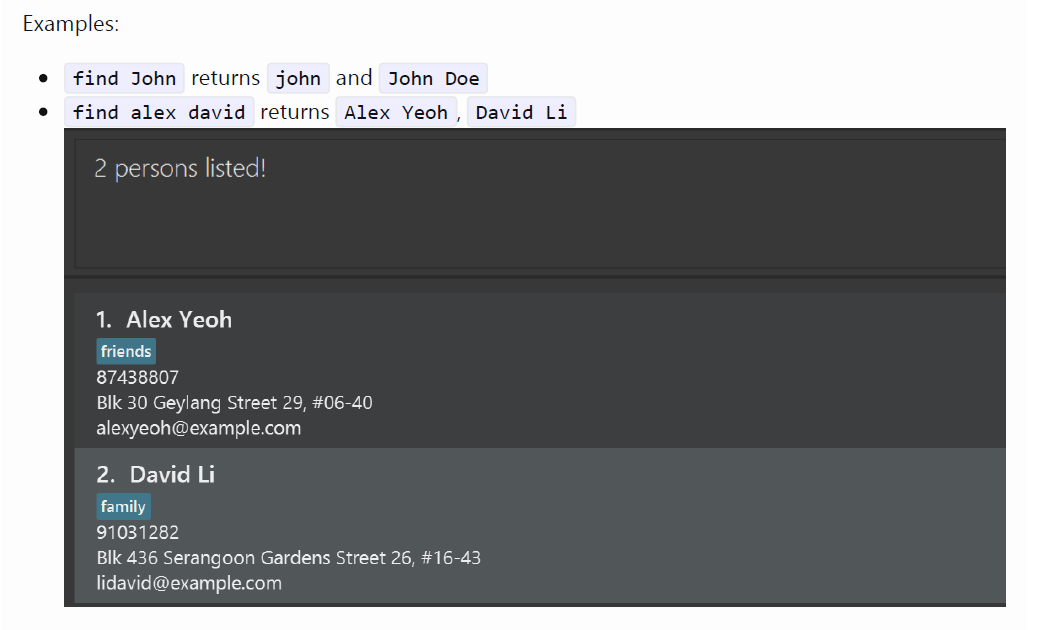 Examples:
find John returns john and John Doe
find alex david returns Alex Yeoh, David Li
2 persons listed!
1. Alex Yeoh
friends
87438807
Blk 30 Geylang Street 29, #06-40
alexyeoh@example.com
2. David Li
family
91031282
Blk 436 Serangoon Gardens Street 26, #16-43
lidavid@example.com